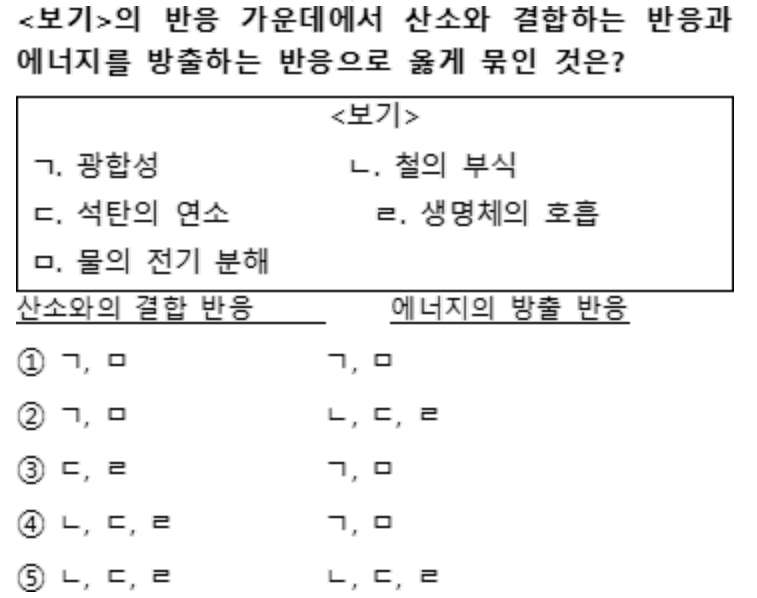 <보기>의 반응 가운데에서 산소와 결합하는 반응과
에너지를 방출하는 반응으로 옳게 묶인 것은?
<보기>
ㄱ. 광합성 ㄴ. 철의 부식
ㄷ. 석탄의 연소 ㄹ. 생명체의 호흡
ㅁ. 물의 전기 분해
산소와의 결합 반응 에너지의 방출 반응
① ㄱ, ㅁ ㄱ, ㅁ
② ㄱ, ㅁ ㄴ, ㄷ, ㄹ
③ ㄷ, ㄹ ㄱ, ㅁ
④ ㄴ, ㄷ, ㄹ ㄱ, ㅁ
⑤ ㄴ, ㄷ, ㄹ ㄴ, ㄷ, ㄹ